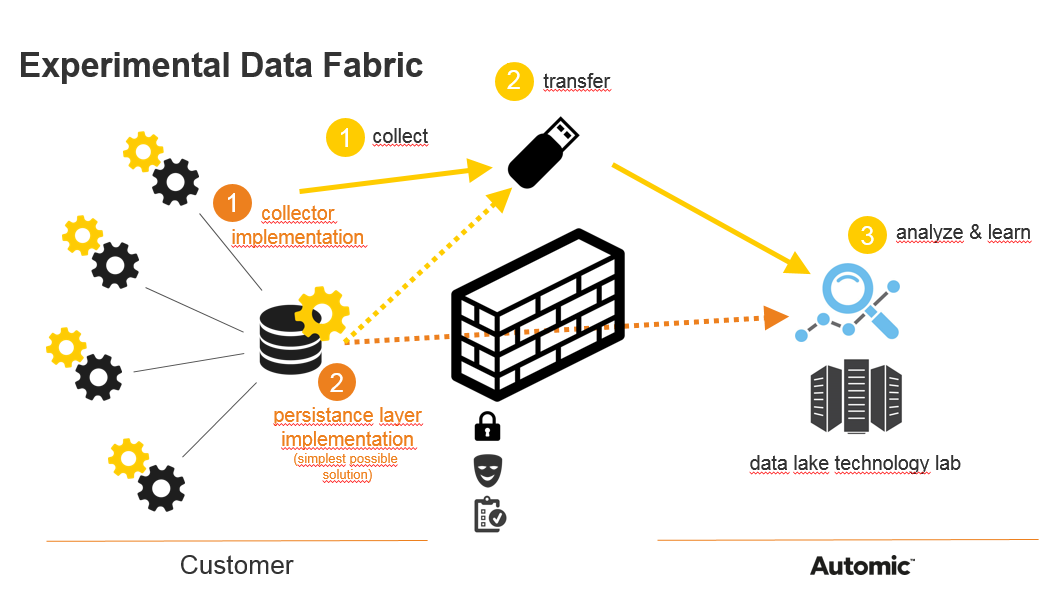 Experimental Data Fabric
2 transfer
1 collect
1 collector
implementation
3 analyze & learn
2
persistance layer
implementation
(simplest possible
solution)
data lake technology lab
Customer
Automic™